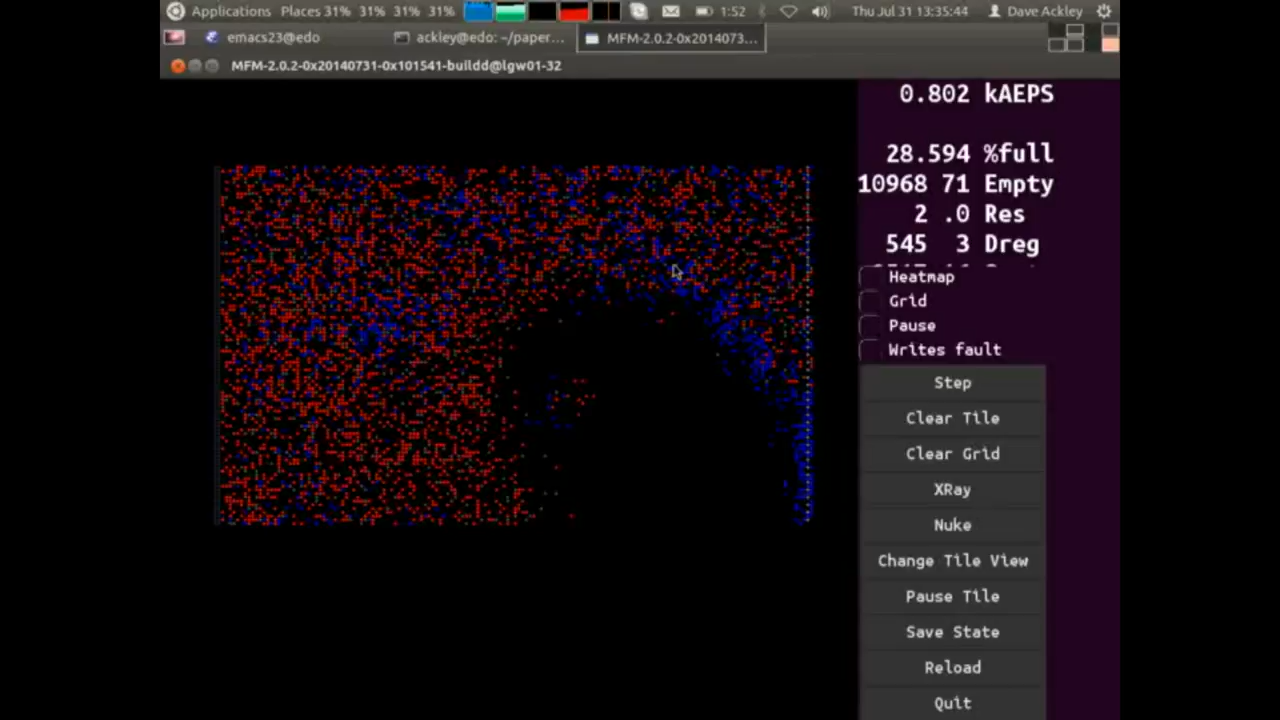 Applications Places 31% 31% 31% 31% 1:52 Thu Jul 31 13:35:44 Dave Ackley
emacs23@edo ackley@edo: ~/paper... MFM-2.0.2-0x2014073...
MFM-2.0.2-0x20140731-0x101541-buildd@lgw01-32
0.802 kAEPS
28.594 %full
10968 71 Empty
2 .0 Res
545 3 Dreg
Heatmap
Grid
Pause
Writes fault
Step
Clear Tile
Clear Grid
XRay
Nuke
Change Tile View
Pause Tile
Save State
Reload
Quit